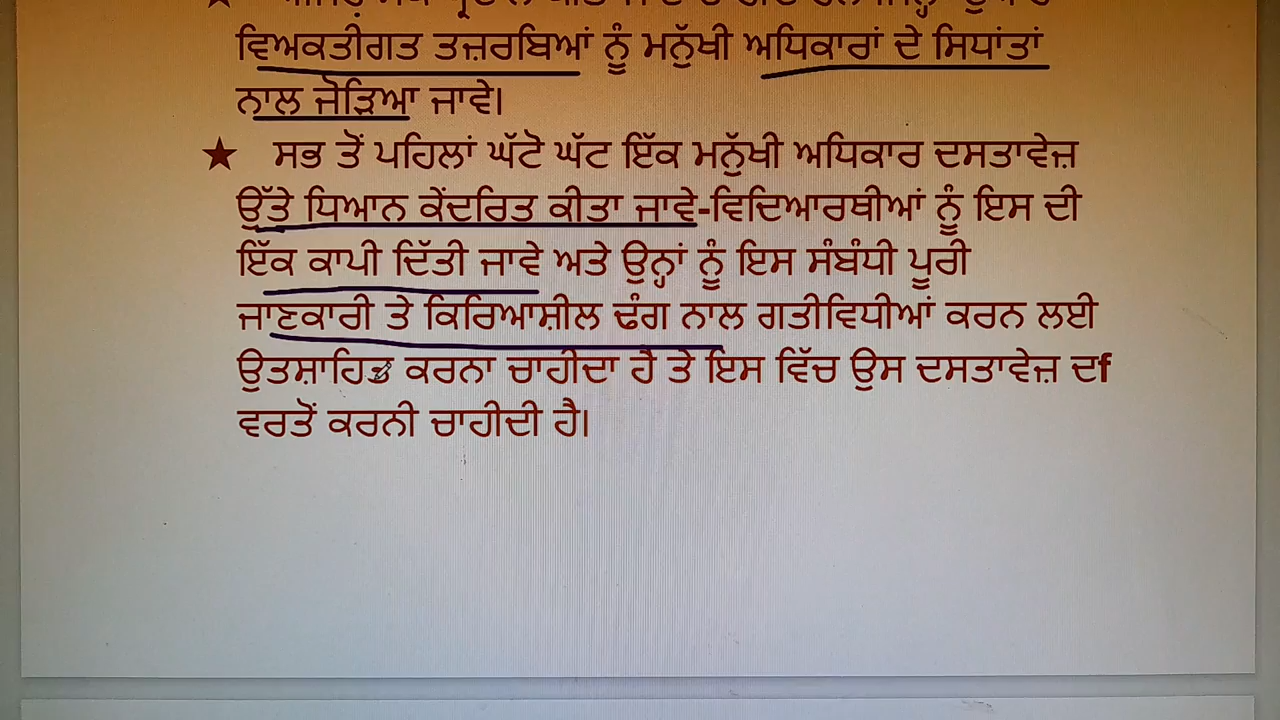 ਵਿਅਕਤੀਗਤ ਤਜ਼ਰਬਿਆਂ ਨੂੰ ਮਨੁੱਖੀ ਅਧਿਕਾਰਾਂ ਦੇ ਸਿਧਾਂਤਾਂ
ਨਾਲ ਜੋੜਿਆ ਜਾਵੇ।
★ ਸਭ ਤੋਂ ਪਹਿਲਾਂ ਘੱਟੋ ਘੱਟ ਇੱਕ ਮਨੁੱਖੀ ਅਧਿਕਾਰ ਦਸਤਾਵੇਜ਼
ਉੱਤੇ ਧਿਆਨ ਕੇਂਦਰਿਤ ਕੀਤਾ ਜਾਵੇ-ਵਿਦਿਆਰਥੀਆਂ ਨੂੰ ਇਸ ਦੀ
ਇੱਕ ਕਾਪੀ ਦਿੱਤੀ ਜਾਵੇ ਅਤੇ ਉਨ੍ਹਾਂ ਨੂੰ ਇਸ ਸੰਬੰਧੀ ਪੂਰੀ
ਜਾਣਕਾਰੀ ਤੇ ਕਿਰਿਆਸ਼ੀਲ ਢੰਗ ਨਾਲ ਗਤੀਵਿਧੀਆਂ ਕਰਨ ਲਈ
ਉਤਸ਼ਾਹਿਤ ਕਰਨਾ ਚਾਹੀਦਾ ਹੈ ਤੇ ਇਸ ਵਿੱਚ ਉਸ ਦਸਤਾਵੇਜ਼ ਦf
ਵਰਤੋਂ ਕਰਨੀ ਚਾਹੀਦੀ ਹੈ।